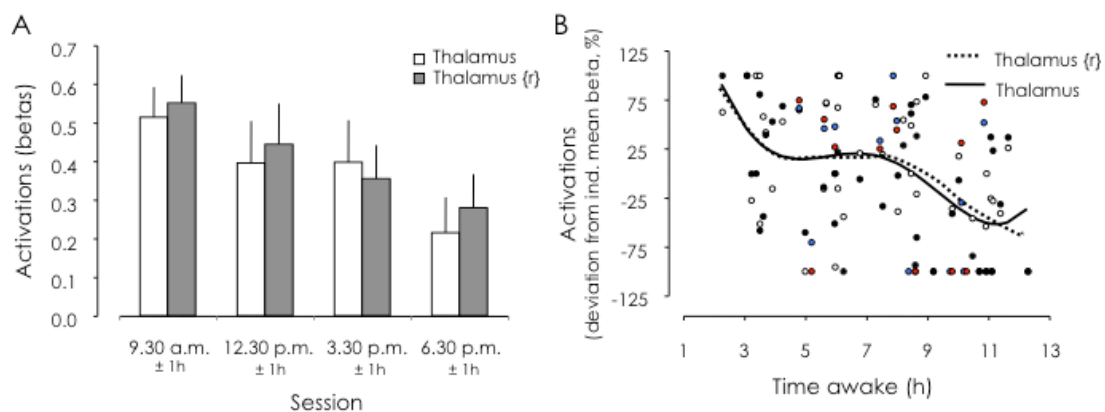 A
Activations (betas)
0.7
0.6
0.5
0.4
0.3
0.2
0.1
0.0
Thalamus
Thalamus {r}
9.30 a.m. 12.30 p.m. 3.30 p.m. 6.30 p.m.
± 1h ± 1h ± 1h ± 1h
Session
B
Activations
(deviation from ind. mean beta, %)
125
75
25
-25
-75
-125
Thalamus {r}
Thalamus
1 3 5 7 9 11 13
Time awake (h)